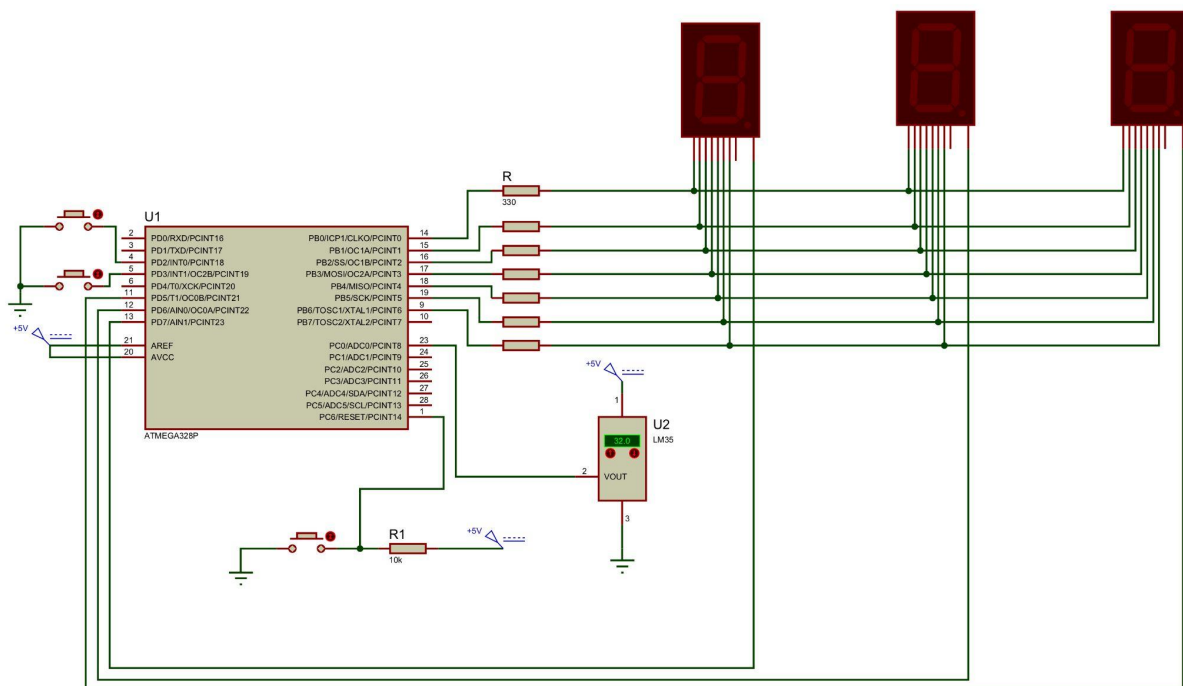 R
330
U1
2 PD0/RXD/PCINT16 PB0/ICP1/CLKO/PCINT0 14
3 PD1/TXD/PCINT17 PB1/OC1A/PCINT1 15
4 PD2/INT0/PCINT18 PB2/SS/OC1B/PCINT2 16
5 PD3/INT1/OC2B/PCINT19 PB3/MOSI/OC2A/PCINT3 17
6 PD4/T0/XCK/PCINT20 PB4/MISO/PCINT4 18
11 PD5/T1/OC0B/PCINT21 PB5/SCK/PCINT5 19
12 PD6/AIN0/OC0A/PCINT22 PB6/TOSC1/XTAL1/PCINT6 9
13 PD7/AIN1/PCINT23 PB7/TOSC2/XTAL2/PCINT7 10
+5V
21 AREF PC0/ADC0/PCINT8 23
20 AVCC PC1/ADC1/PCINT9 24
PC2/ADC2/PCINT10 25
PC3/ADC3/PCINT11 26
PC4/ADC4/SDA/PCINT12 27
PC5/ADC5/SCL/PCINT13 28
PC6/RESET/PCINT14 1
ATMEGA328P
+5V
1
U2
LM35
32.0
2 VOUT
3
R1
10k
+5V